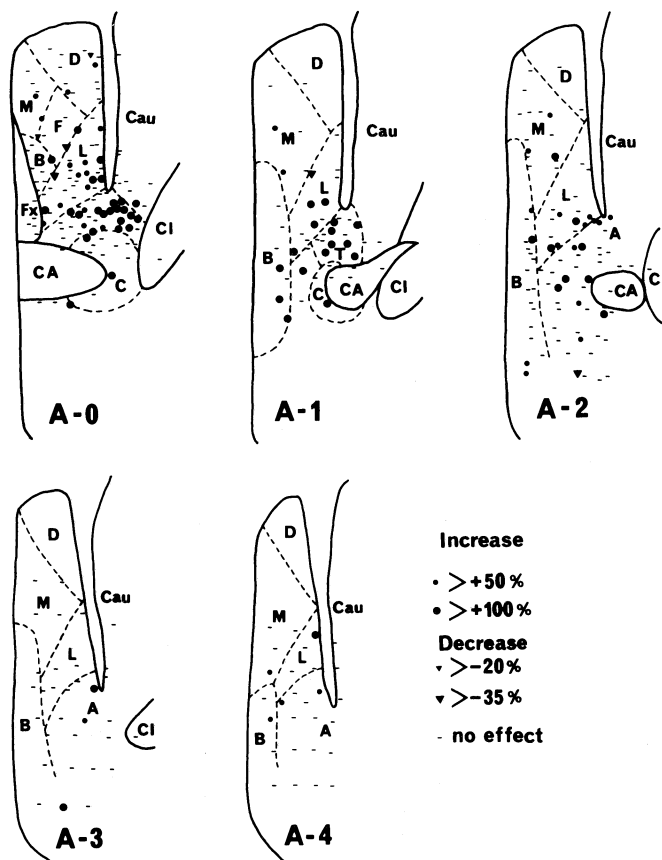 D
M
F
B
L
Cau
Fx
CA
C
Cl
A-0
D
M
Cau
L
B
T
C
CA
Cl
A-1
D
M
Cau
L
A
B
CA
C
A-2
D
M
Cau
L
B
A
Cl
A-3
D
M
Cau
L
B
A
A-4
Increase
• >+50%
● >+100%
Decrease
▾ >-20%
▼ >-35%
- no effect